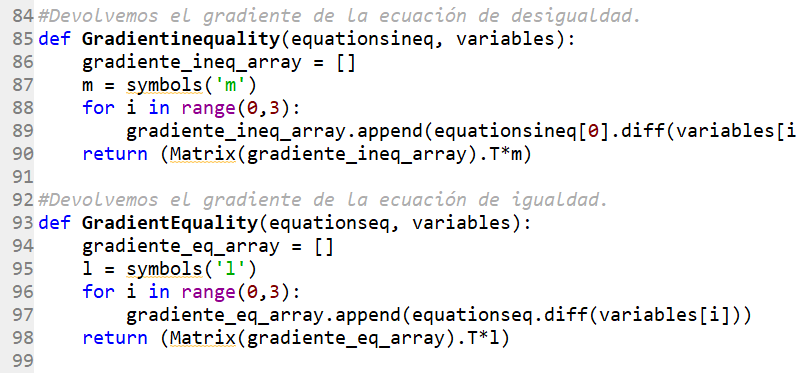 84 #Devolvemos el gradiente de la ecuación de desigualdad.
85 def Gradientinequality(equationsineq, variables):
86     gradiente_ineq_array = []
87     m = symbols('m')
88     for i in range(0,3):
89         gradiente_ineq_array.append(equationsineq[0].diff(variables[i
90     return (Matrix(gradiente_ineq_array).T*m)
91
92 #Devolvemos el gradiente de la ecuación de igualdad.
93 def GradientEquality(equationseq, variables):
94     gradiente_eq_array = []
95     l = symbols('l')
96     for i in range(0,3):
97         gradiente_eq_array.append(equationseq.diff(variables[i]))
98     return (Matrix(gradiente_eq_array).T*l)
99